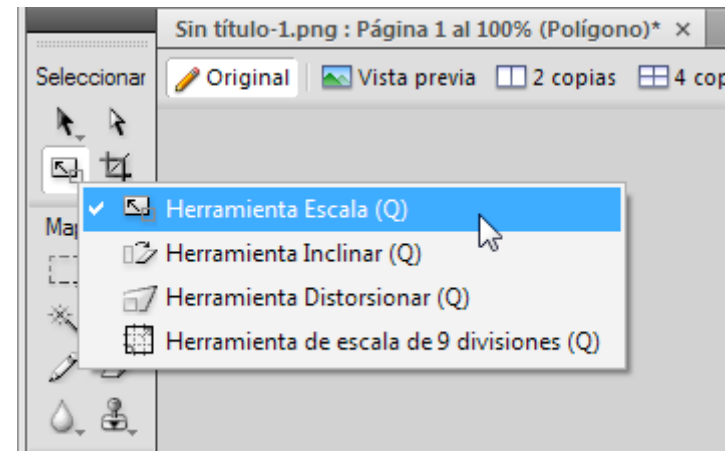 Sin título-1.png : Página 1 al 100% (Polígono)* ×
Seleccionar
Original Vista previa 2 copias 4 cop
Herramienta Escala (Q)
Map
Herramienta Inclinar (Q)
Herramienta Distorsionar (Q)
Herramienta de escala de 9 divisiones (Q)